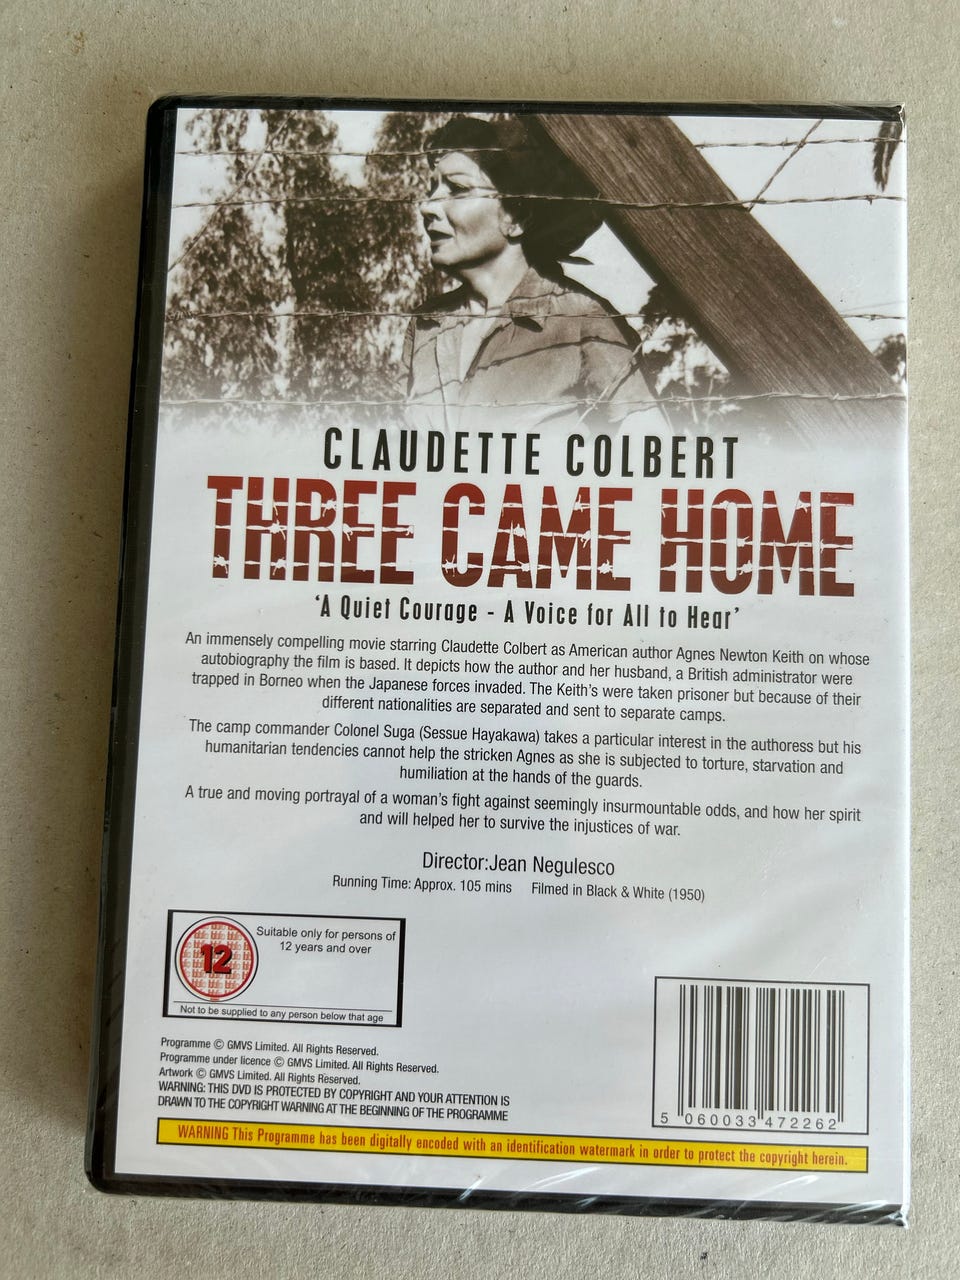 CLAUDETTE COLBERT
THREE CAME HOME
'A Quiet Courage - A Voice for All to Hear'
An immensely compelling movie starring Claudette Colbert as American author Agnes Newton Keith on whose
autobiography the film is based. It depicts how the author and her husband, a British administrator were
trapped in Borneo when the Japanese forces invaded. The Keith's were taken prisoner but because of their
different nationalities are separated and sent to separate camps.
The camp commander Colonel Suga (Sessue Hayakawa) takes a particular interest in the authoress but his
humanitarian tendencies cannot help the stricken Agnes as she is subjected to torture, starvation and
humiliation at the hands of the guards.
A true and moving portrayal of a woman's fight against seemingly insurmountable odds, and how her spirit
and will helped her to survive the injustices of war.
Director:Jean Negulesco
Running Time: Approx. 105 mins Filmed in Black & White (1950)
12
Suitable only for persons of
12 years and over
Not to be supplied to any person below that age
Programme © GMVS Limited. All Rights Reserved.
Programme under licence © GMVS Limited. All Rights Reserved.
Artwork © GMVS Limited. All Rights Reserved.
WARNING: THIS DVD IS PROTECTED BY COPYRIGHT AND YOUR ATTENTION IS
DRAWN TO THE COPYRIGHT WARNING AT THE BEGINNING OF THE PROGRAMME
5 060033 472262
WARNING This Programme has been digitally encoded with an identification watermark in order to protect the copyright herein.